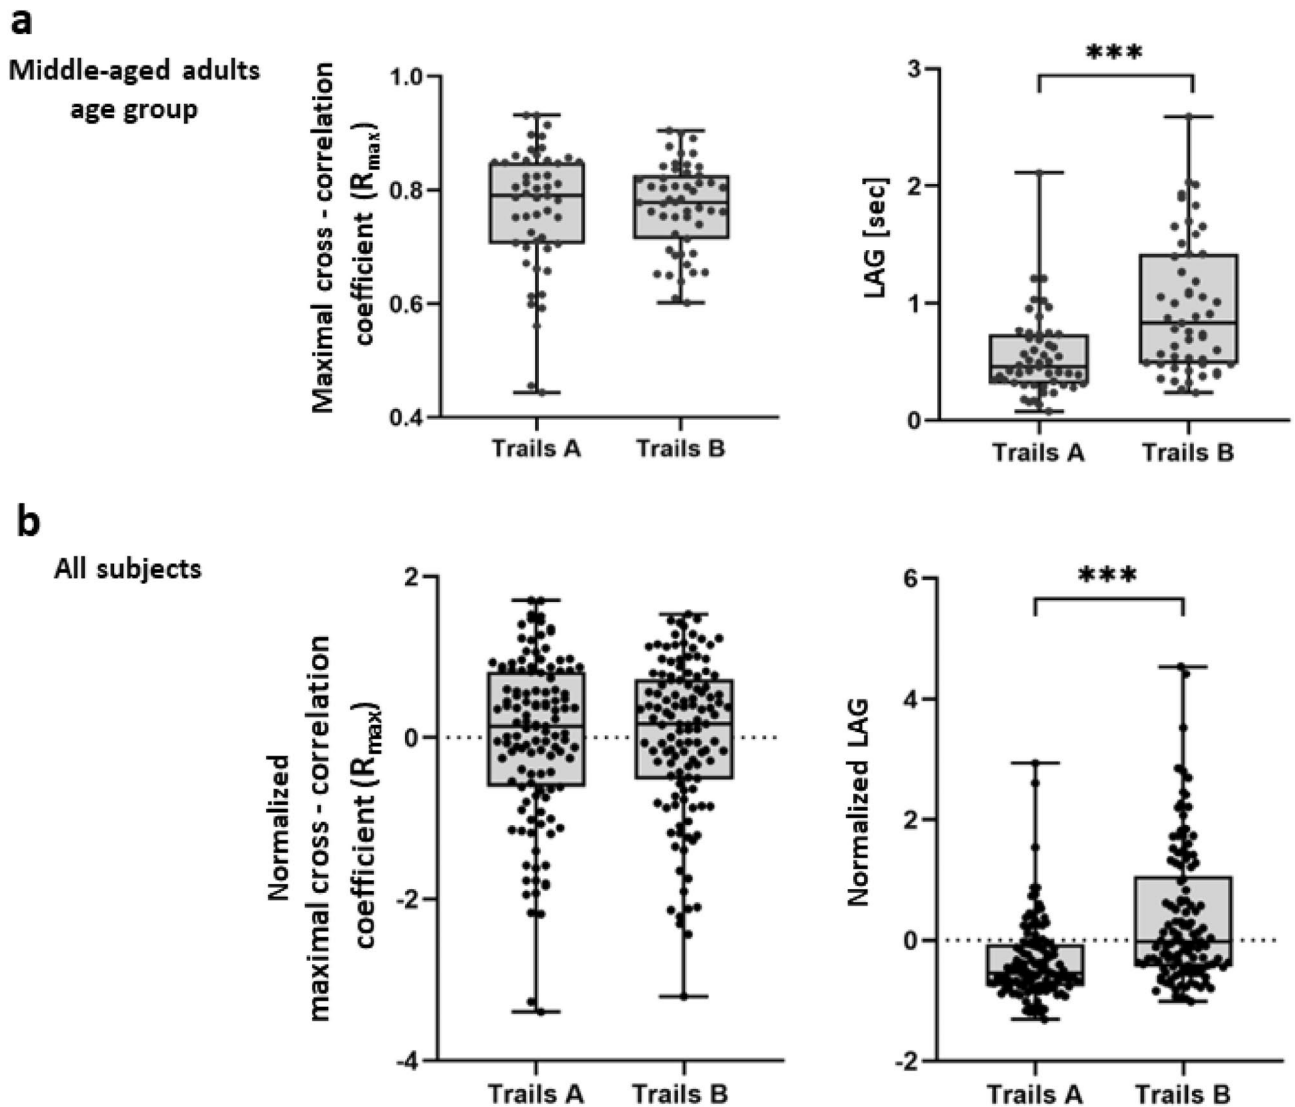 a
Middle-aged adults
age group
Maximal cross - correlation
coefficient (Rmax)
1.0
0.8
0.6
0.4
Trails A
Trails B
***
LAG [sec]
3
2
1
0
Trails A
Trails B
b
All subjects
Normalized
maximal cross - correlation
coefficient (Rmax)
2
0
-2
-4
Trails A
Trails B
***
Normalized LAG
6
4
2
0
-2
Trails A
Trails B